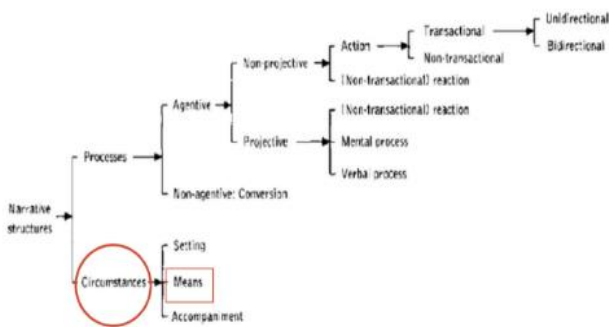 Unidirectional
Transactional
Bidirectional
Action
Non-transactional
Non-projective
(Non-transactional) reaction
Agentive
(Non-transactional) reaction
Projective
Mental process
Verbal process
Processes
Non-agentive: Conversion
Narrative
structures
Setting
Circumstances
Means
Accompaniment